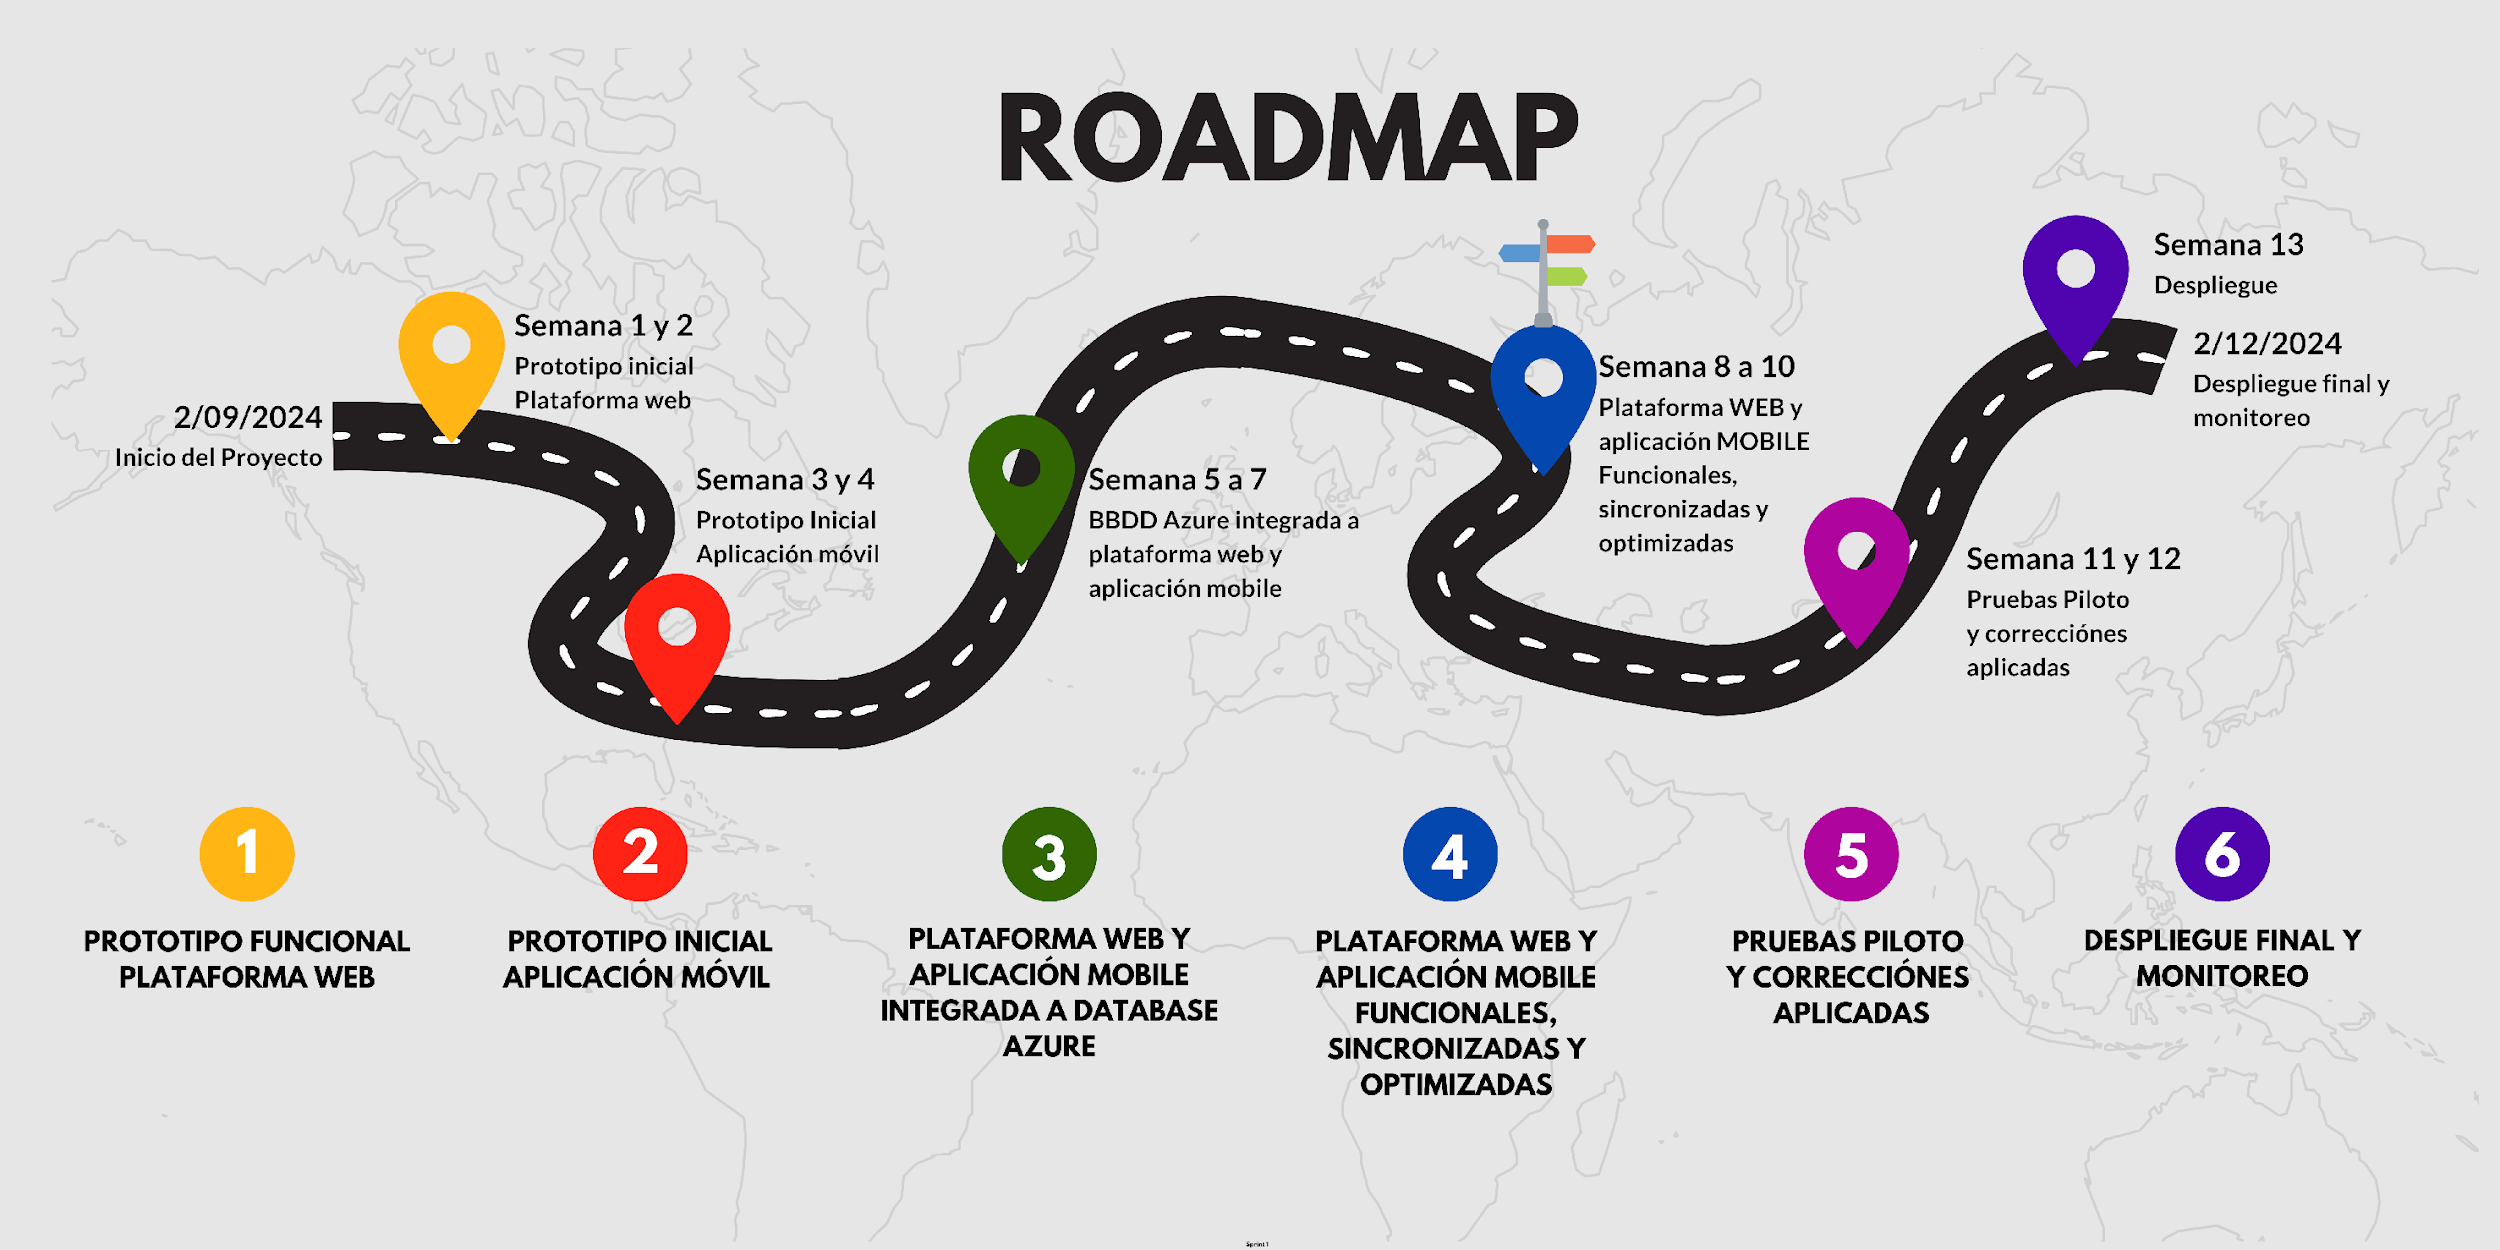 ROADMAP
2/09/2024
Inicio del Proyecto
Semana 1 y 2
Prototipo inicial
Plataforma web
Semana 3 y 4
Prototipo Inicial
Aplicación móvil
Semana 5 a 7
BBDD Azure integrada a
plataforma web y
aplicación mobile
Semana 8 a 10
Plataforma WEB y
aplicación MOBILE
Funcionales,
sincronizadas y
optimizadas
Semana 11 y 12
Pruebas Piloto
y correcciónes
aplicadas
Semana 13
Despliegue
2/12/2024
Despliegue final y
monitoreo
1
PROTOTIPO FUNCIONAL
PLATAFORMA WEB
2
PROTOTIPO INICIAL
APLICACIÓN MÓVIL
3
PLATAFORMA WEB Y
APLICACIÓN MOBILE
INTEGRADA A DATABASE
AZURE
4
PLATAFORMA WEB Y
APLICACIÓN MOBILE
FUNCIONALES,
SINCRONIZADAS Y
OPTIMIZADAS
5
PRUEBAS PILOTO
Y CORRECCIÓNES
APLICADAS
6
DESPLIEGUE FINAL Y
MONITOREO
Sprint 1